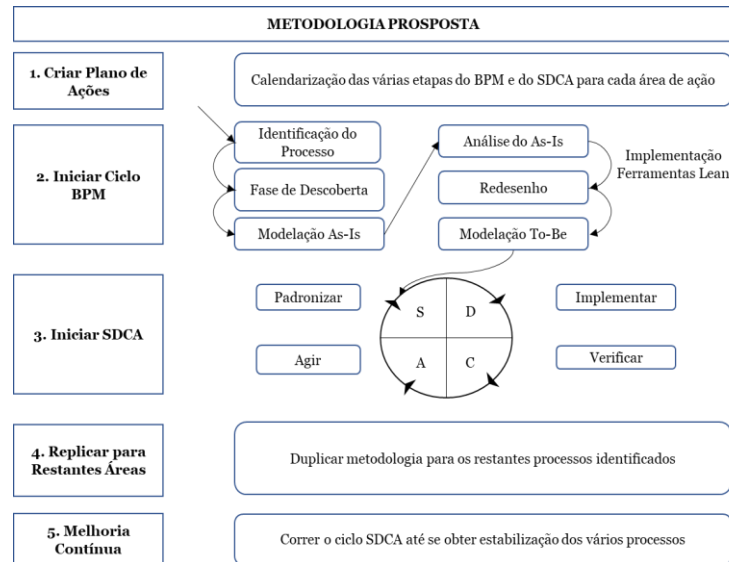 METODOLOGIA PROSPOSTA
1. Criar Plano de
Ações
Calendarização das várias etapas do BPM e do SDCA para cada área de ação
2. Iniciar Ciclo
BPM
Identificação do
Processo
Fase de Descoberta
Modelação As-Is
Análise do As-Is
Redesenho
Modelação To-Be
Implementação
Ferramentas Lean
3. Iniciar SDCA
Padronizar
Agir
S
D
A
C
Implementar
Verificar
4. Replicar para
Restantes Áreas
Duplicar metodologia para os restantes processos identificados
5. Melhoria
Contínua
Correr o ciclo SDCA até se obter estabilização dos vários processos